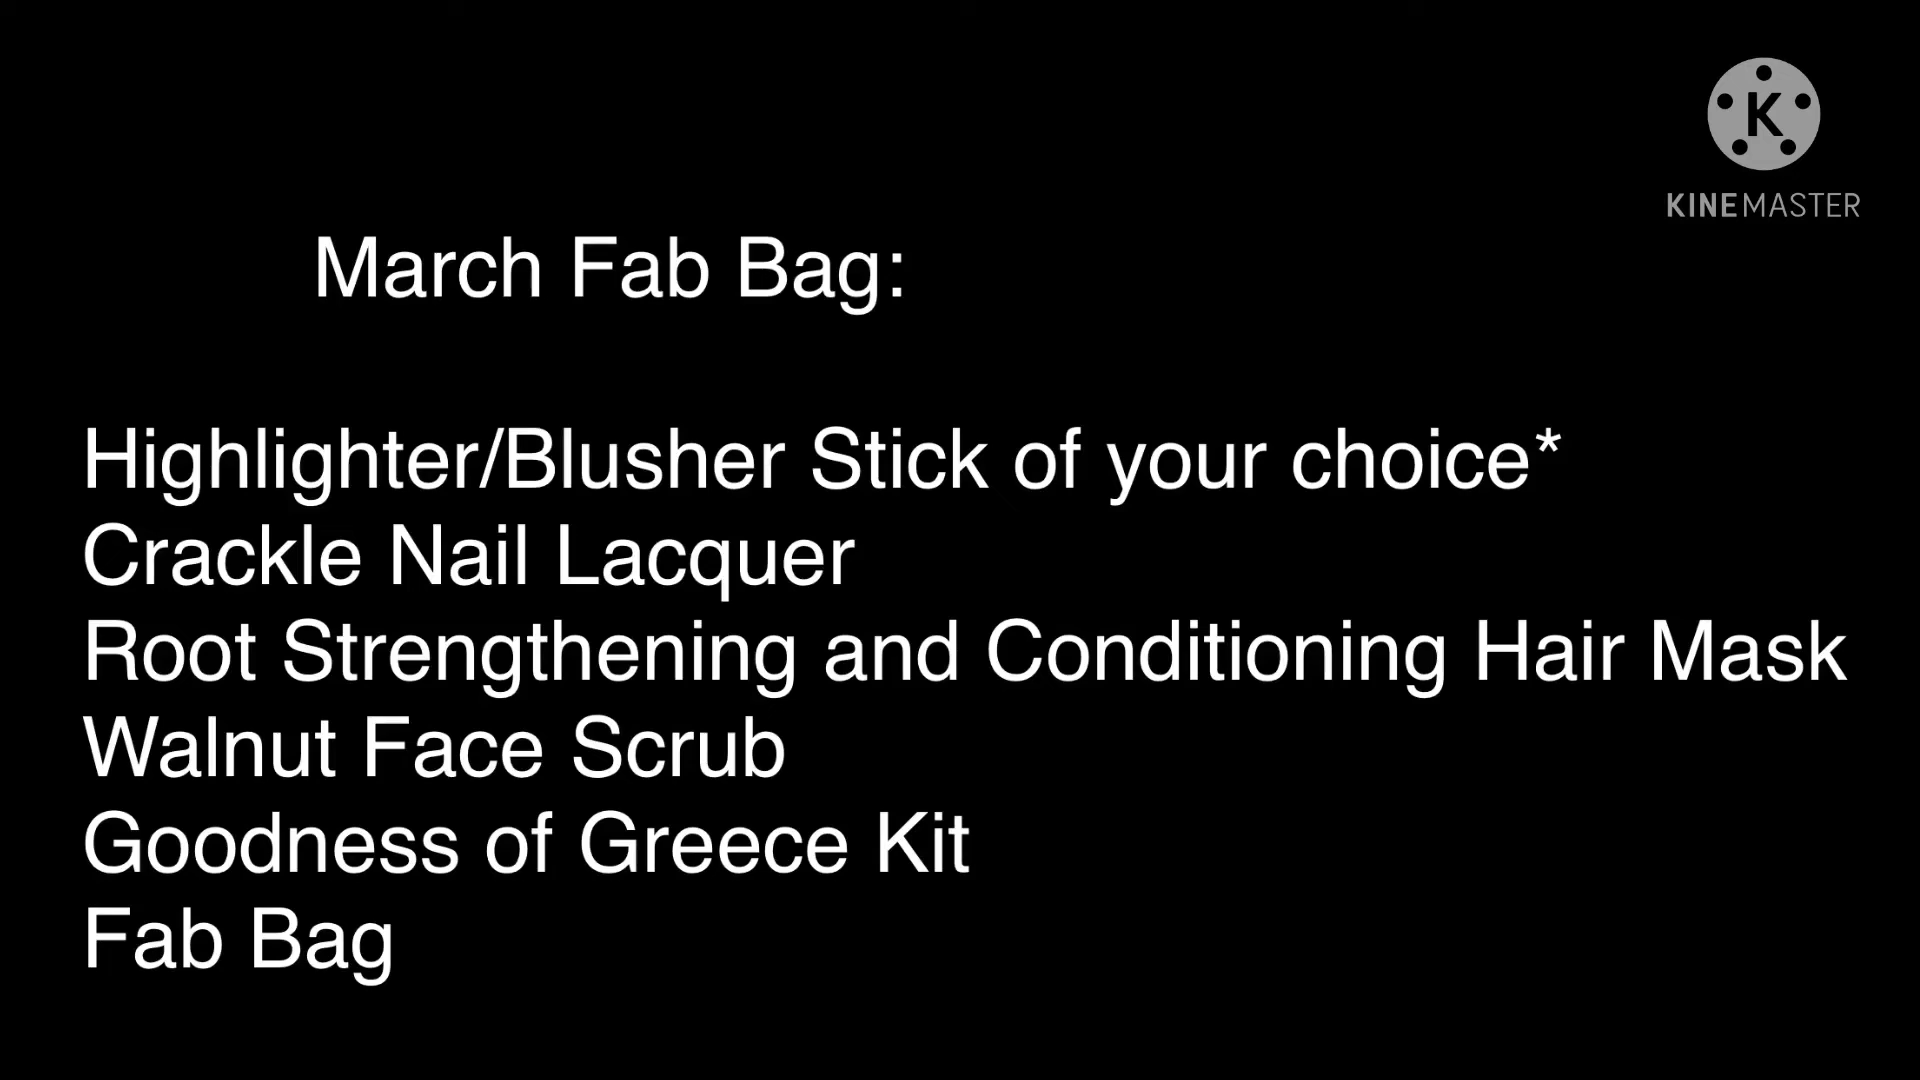 K
KINEMASTER
March Fab Bag:
Highlighter/Blusher Stick of your choice*
Crackle Nail Lacquer
Root Strengthening and Conditioning Hair Mask
Walnut Face Scrub
Goodness of Greece Kit
Fab Bag